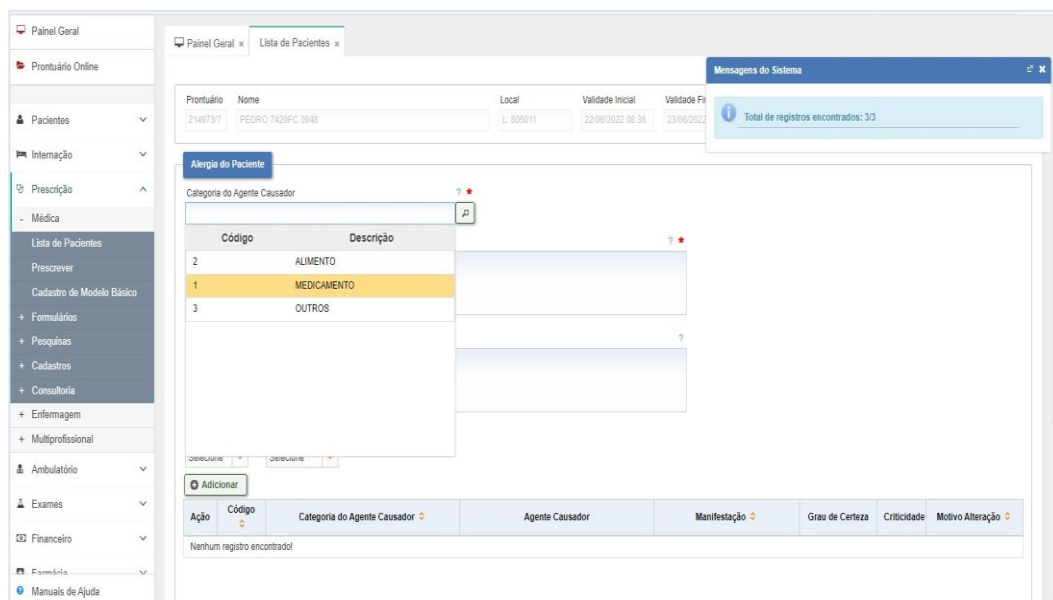 Painel Geral
Prontuário Online
Pacientes
Internação
Prescrição
- Médica
Lista de Pacientes
Prescrever
Cadastro de Modelo Básico
+ Formulários
+ Pesquisas
+ Cadastros
+ Consultoria
+ Enfermagem
+ Multiprofissional
Ambulatório
Exames
Financeiro
Farmácia
Manuais de Ajuda
Painel Geral x Lista de Pacientes x
Mensagens do Sistema
Total de registros encontrados: 3/3
Prontuário Nome Local Validade Inicial Validade Fi
214973/7 PEDRO 7420FC 0948 L: 805011 22/06/2022 08:36 23/06/2022
Alergia do Paciente
Categoria do Agente Causador ? *
Código Descrição
? *
2 ALIMENTO
1 MEDICAMENTO
3 OUTROS
?
Selecione Selecione
Adicionar
Ação Código Categoria do Agente Causador Agente Causador Manifestação Grau de Certeza Criticidade Motivo Alteração
Nenhum registro encontrado!